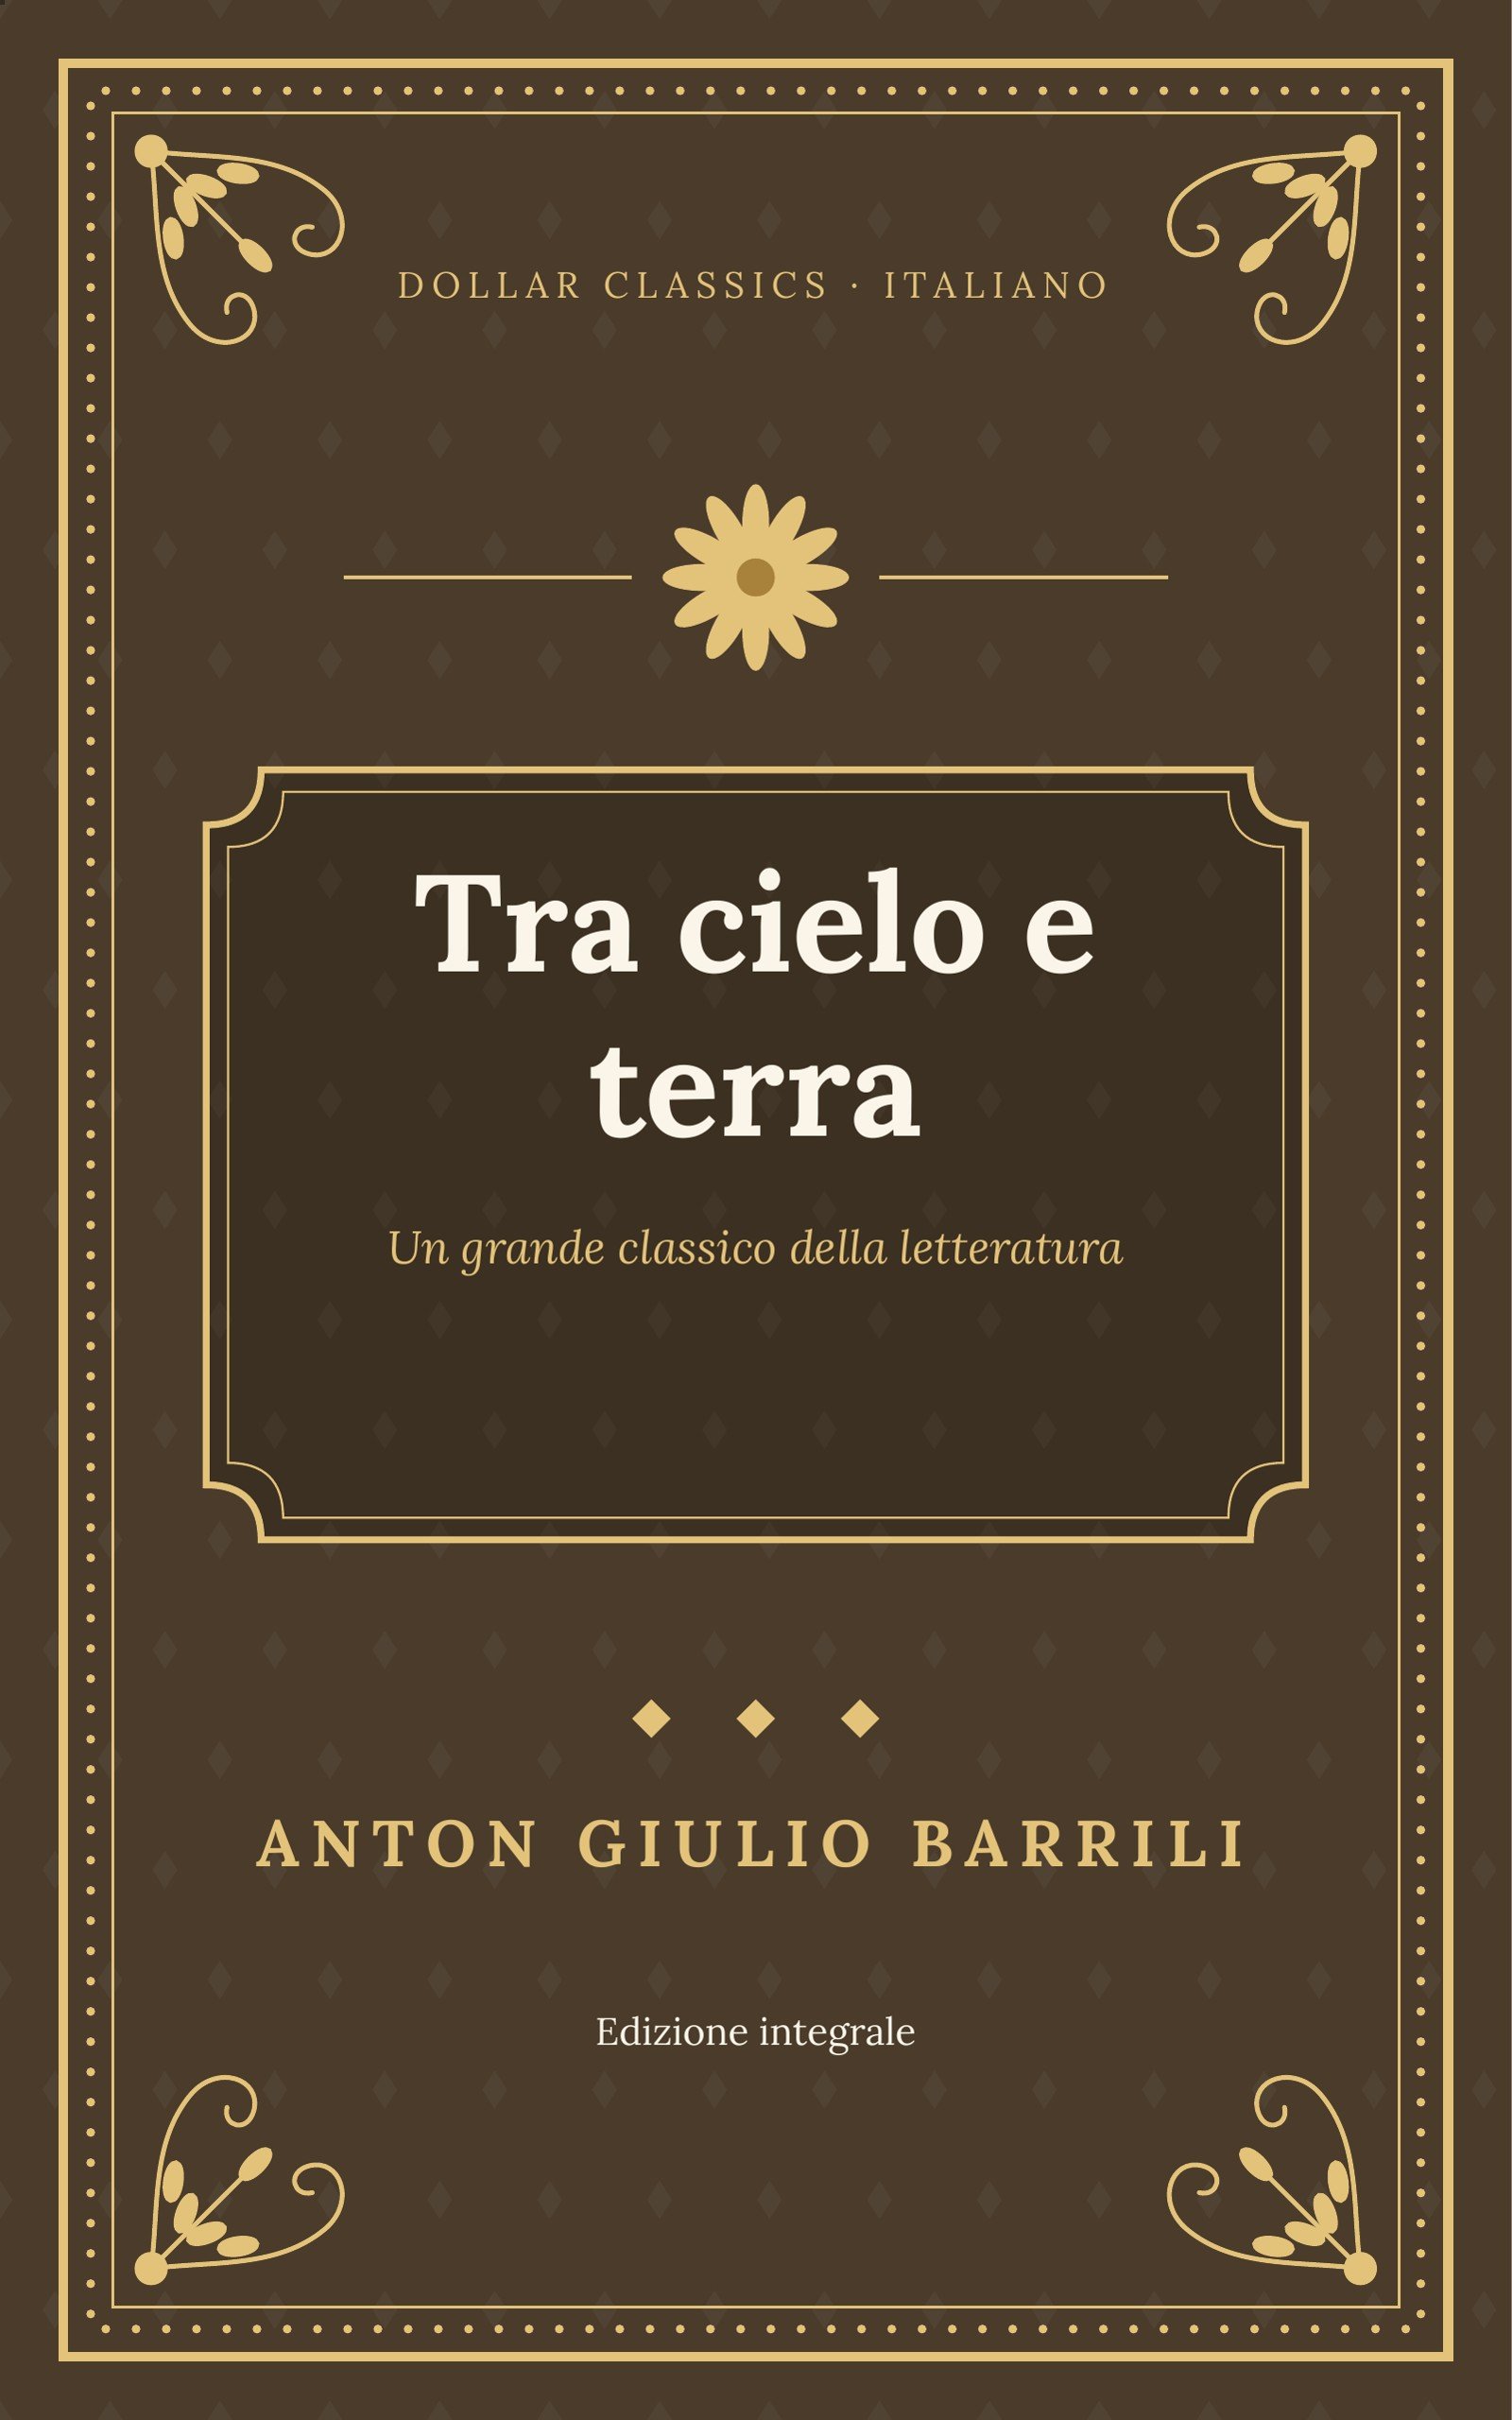 DOLLAR CLASSICS · ITALIANO
Tra cielo e
terra
Un grande classico della letteratura
ANTON GIULIO BARRILI
Edizione integrale